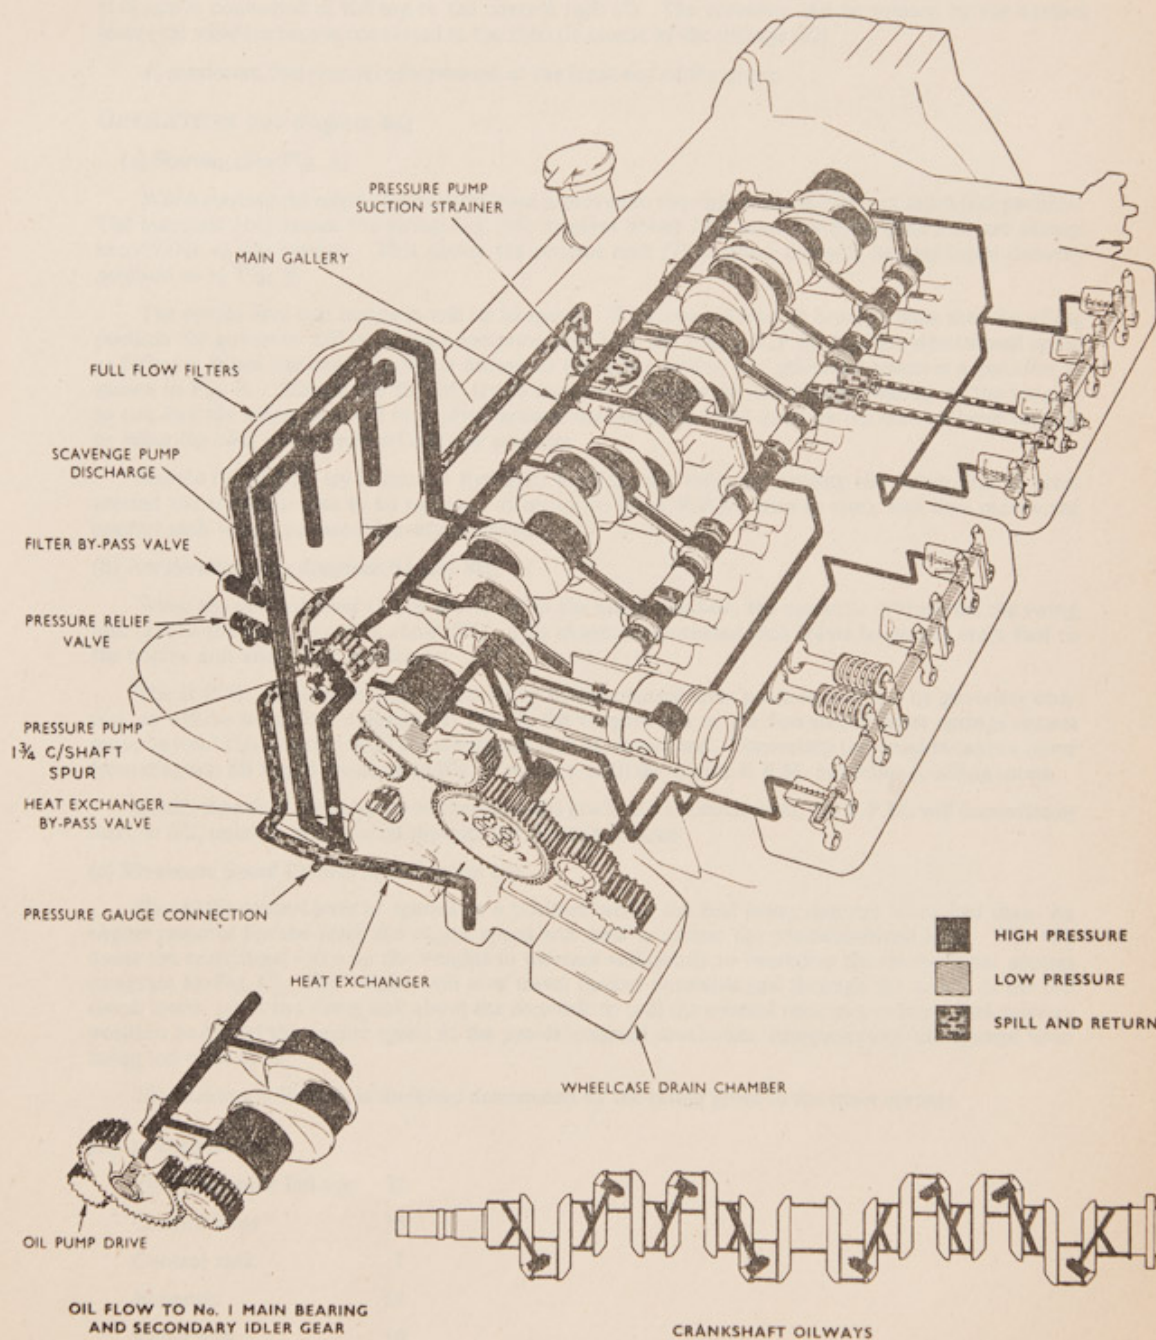 PRESSURE PUMP
SUCTION STRAINER
MAIN GALLERY
FULL FLOW FILTERS
SCAVENGE PUMP
DISCHARGE
FILTER BY-PASS VALVE
PRESSURE RELIEF
VALVE
PRESSURE PUMP
1¾ C/SHAFT
SPUR
HEAT EXCHANGER
BY-PASS VALVE
PRESSURE GAUGE CONNECTION
HEAT EXCHANGER
HIGH PRESSURE
LOW PRESSURE
SPILL AND RETURN
WHEELCASE DRAIN CHAMBER
OIL PUMP DRIVE
OIL FLOW TO No. 1 MAIN BEARING
AND SECONDARY IDLER GEAR
CRANKSHAFT OILWAYS